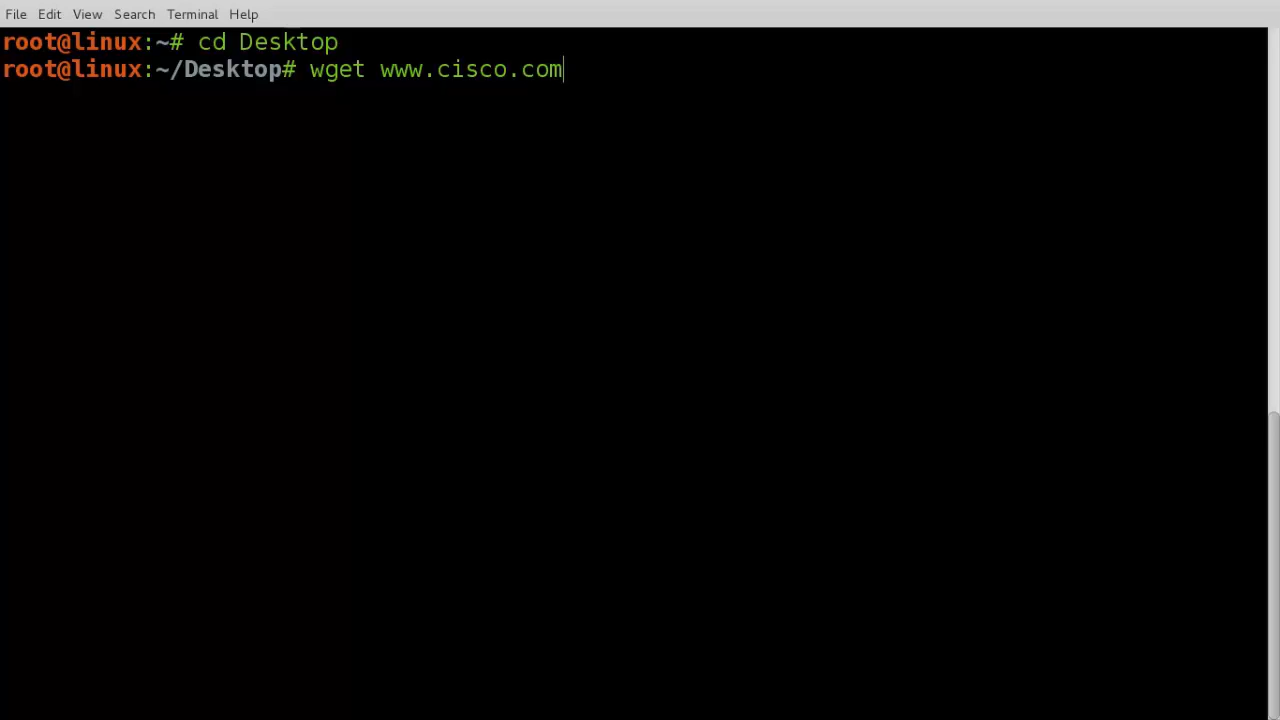 File Edit View Search Terminal Help
root@linux:~# cd Desktop
root@linux:~/Desktop# wget www.cisco.com